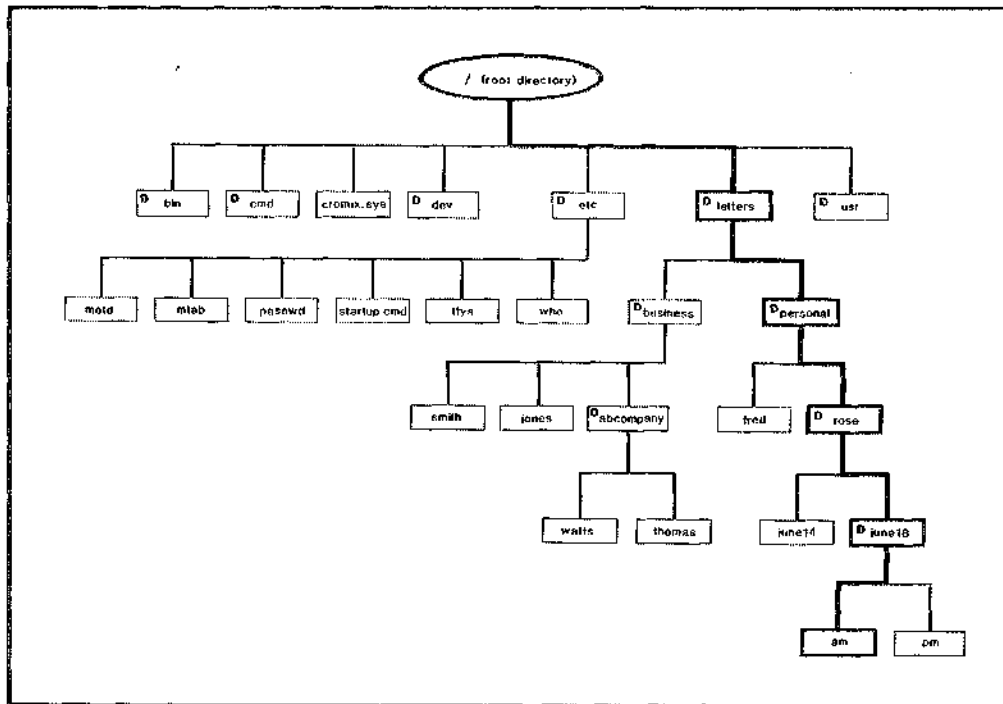 / (root directory)
D bin
D cmd
cromix.sys
D dev
D etc
D letters
D usr
motd
mtab
passwd
startup.cmd
ttys
who
D business
D personal
smith
jones
D abcompany
fred
D rose
watts
thomas
june14
D june18
am
pm